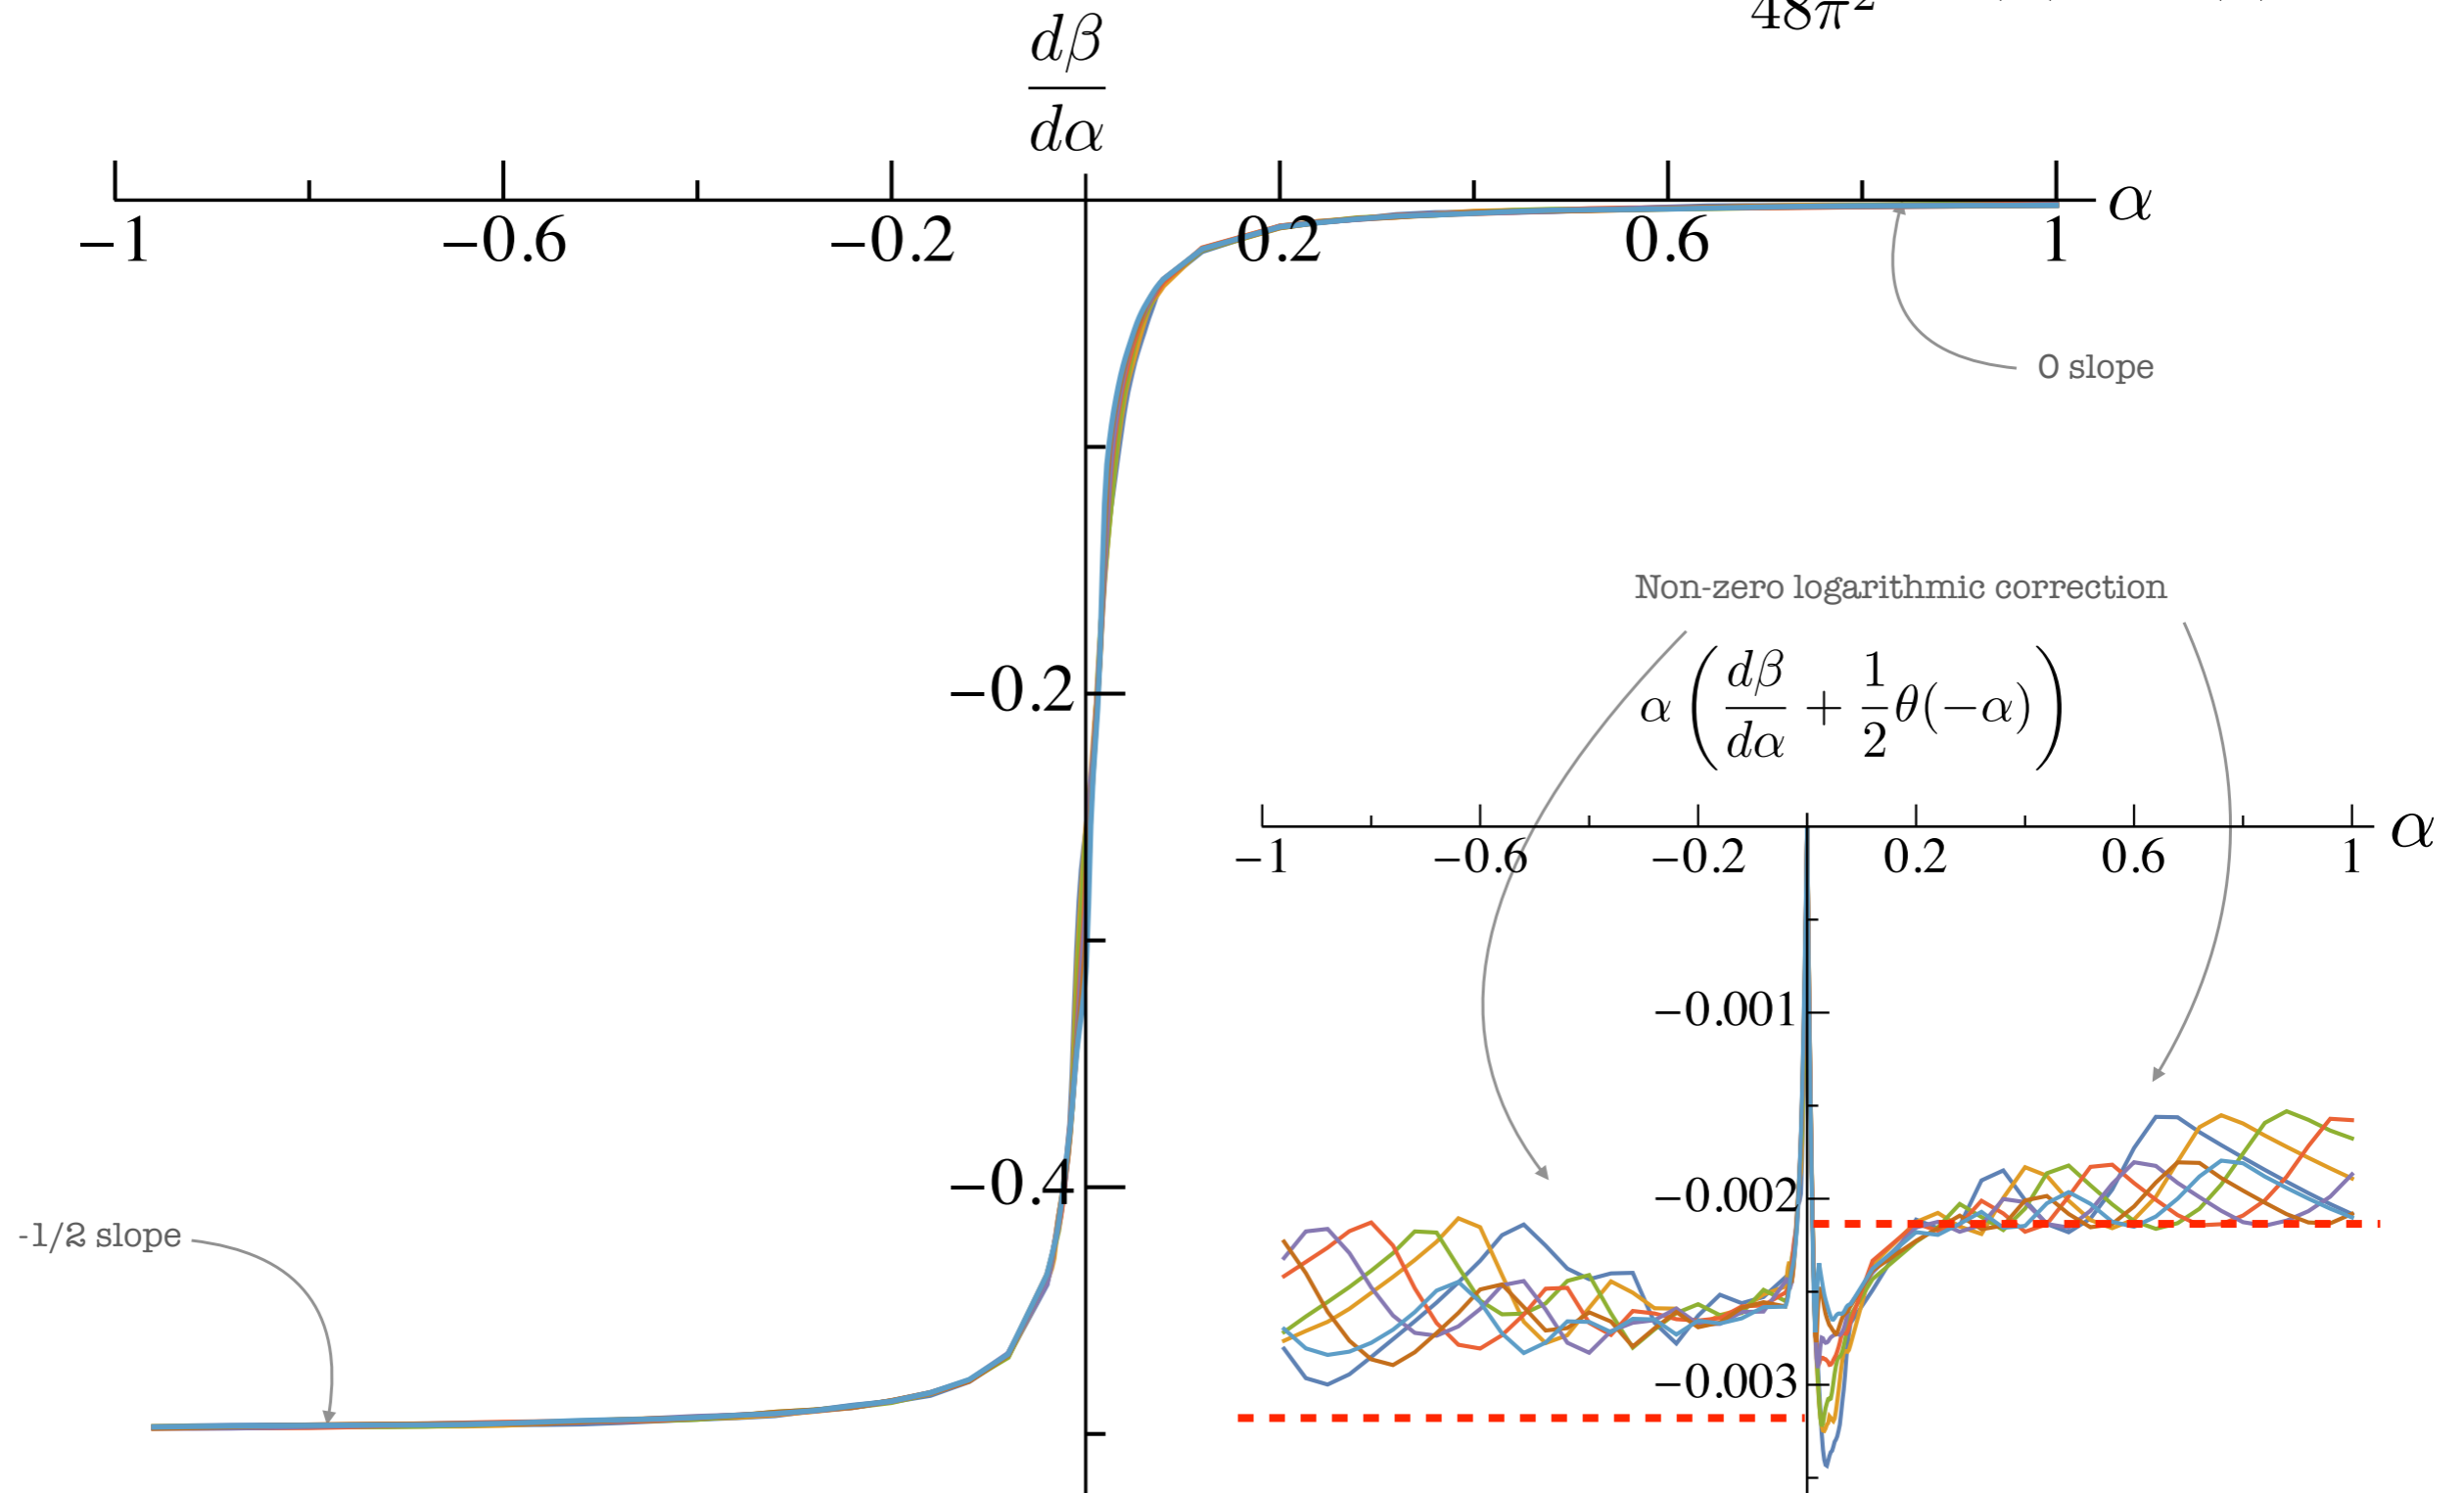 48π²
dβ
dα
α
−1 −0.6 −0.2 0.2 0.6 1
0 slope
Non-zero logarithmic correction
−0.2
α(dβ/dα + 1/2 θ(−α))
α
−1 −0.6 −0.2 0.2 0.6 1
−0.001
−0.4
−0.002
-1/2 slope
−0.003